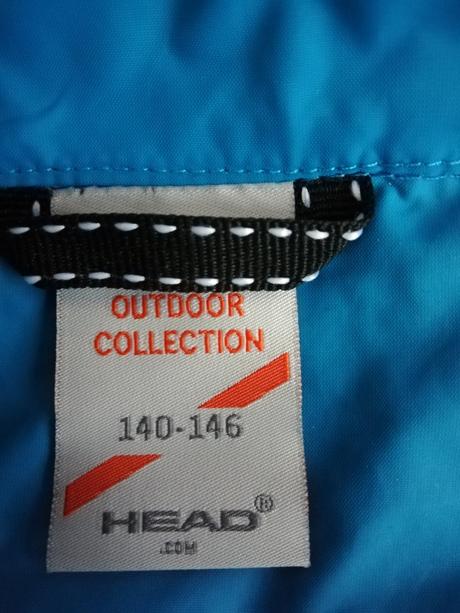 OUTDOOR
COLLECTION
140-146
HEAD®
.COM